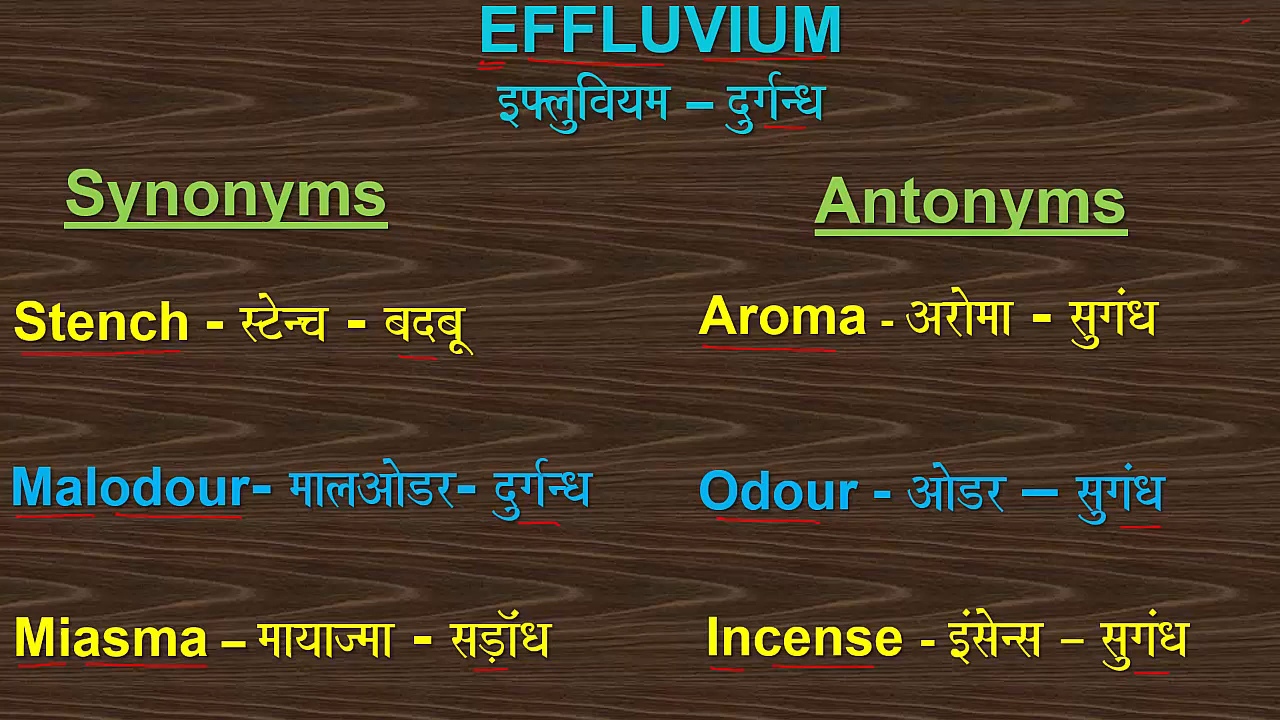 EFFLUVIUM
इफ्लुवियम – दुर्गन्ध
Synonyms
Antonyms
Stench - स्टेन्च - बदबू
Aroma - अरोमा - सुगंध
Malodour- मालओडर- दुर्गन्ध
Odour - ओडर – सुगंध
Miasma – मायाज्मा - सड़ॉंध
Incense - इंसेन्स – सुगंध